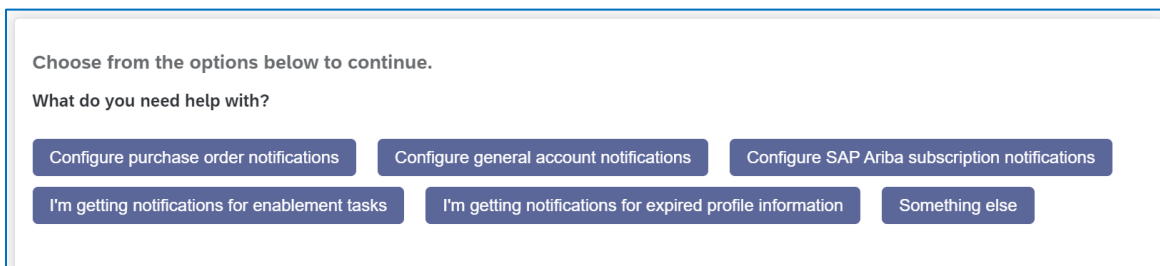 Choose from the options below to continue.
What do you need help with?
Configure purchase order notifications Configure general account notifications Configure SAP Ariba subscription notifications
I'm getting notifications for enablement tasks I'm getting notifications for expired profile information Something else